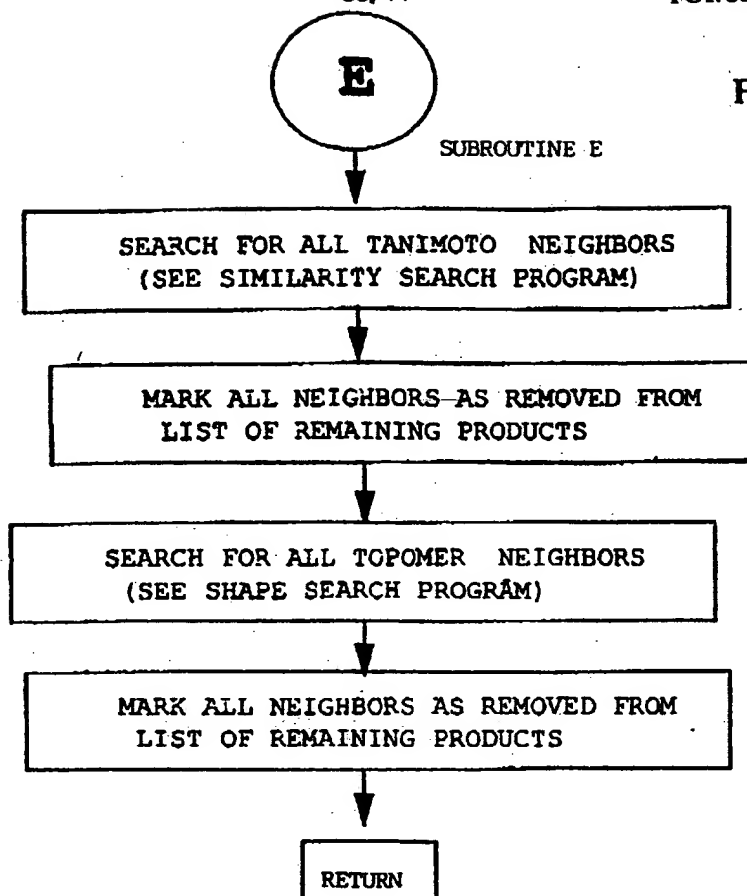 E
SUBROUTINE E
SEARCH FOR ALL TANIMOTO NEIGHBORS
(SEE SIMILARITY SEARCH PROGRAM)
MARK ALL NEIGHBORS AS REMOVED FROM
LIST OF REMAINING PRODUCTS
SEARCH FOR ALL TOPOMER NEIGHBORS
(SEE SHAPE SEARCH PROGRAM)
MARK ALL NEIGHBORS AS REMOVED FROM
LIST OF REMAINING PRODUCTS
RETURN